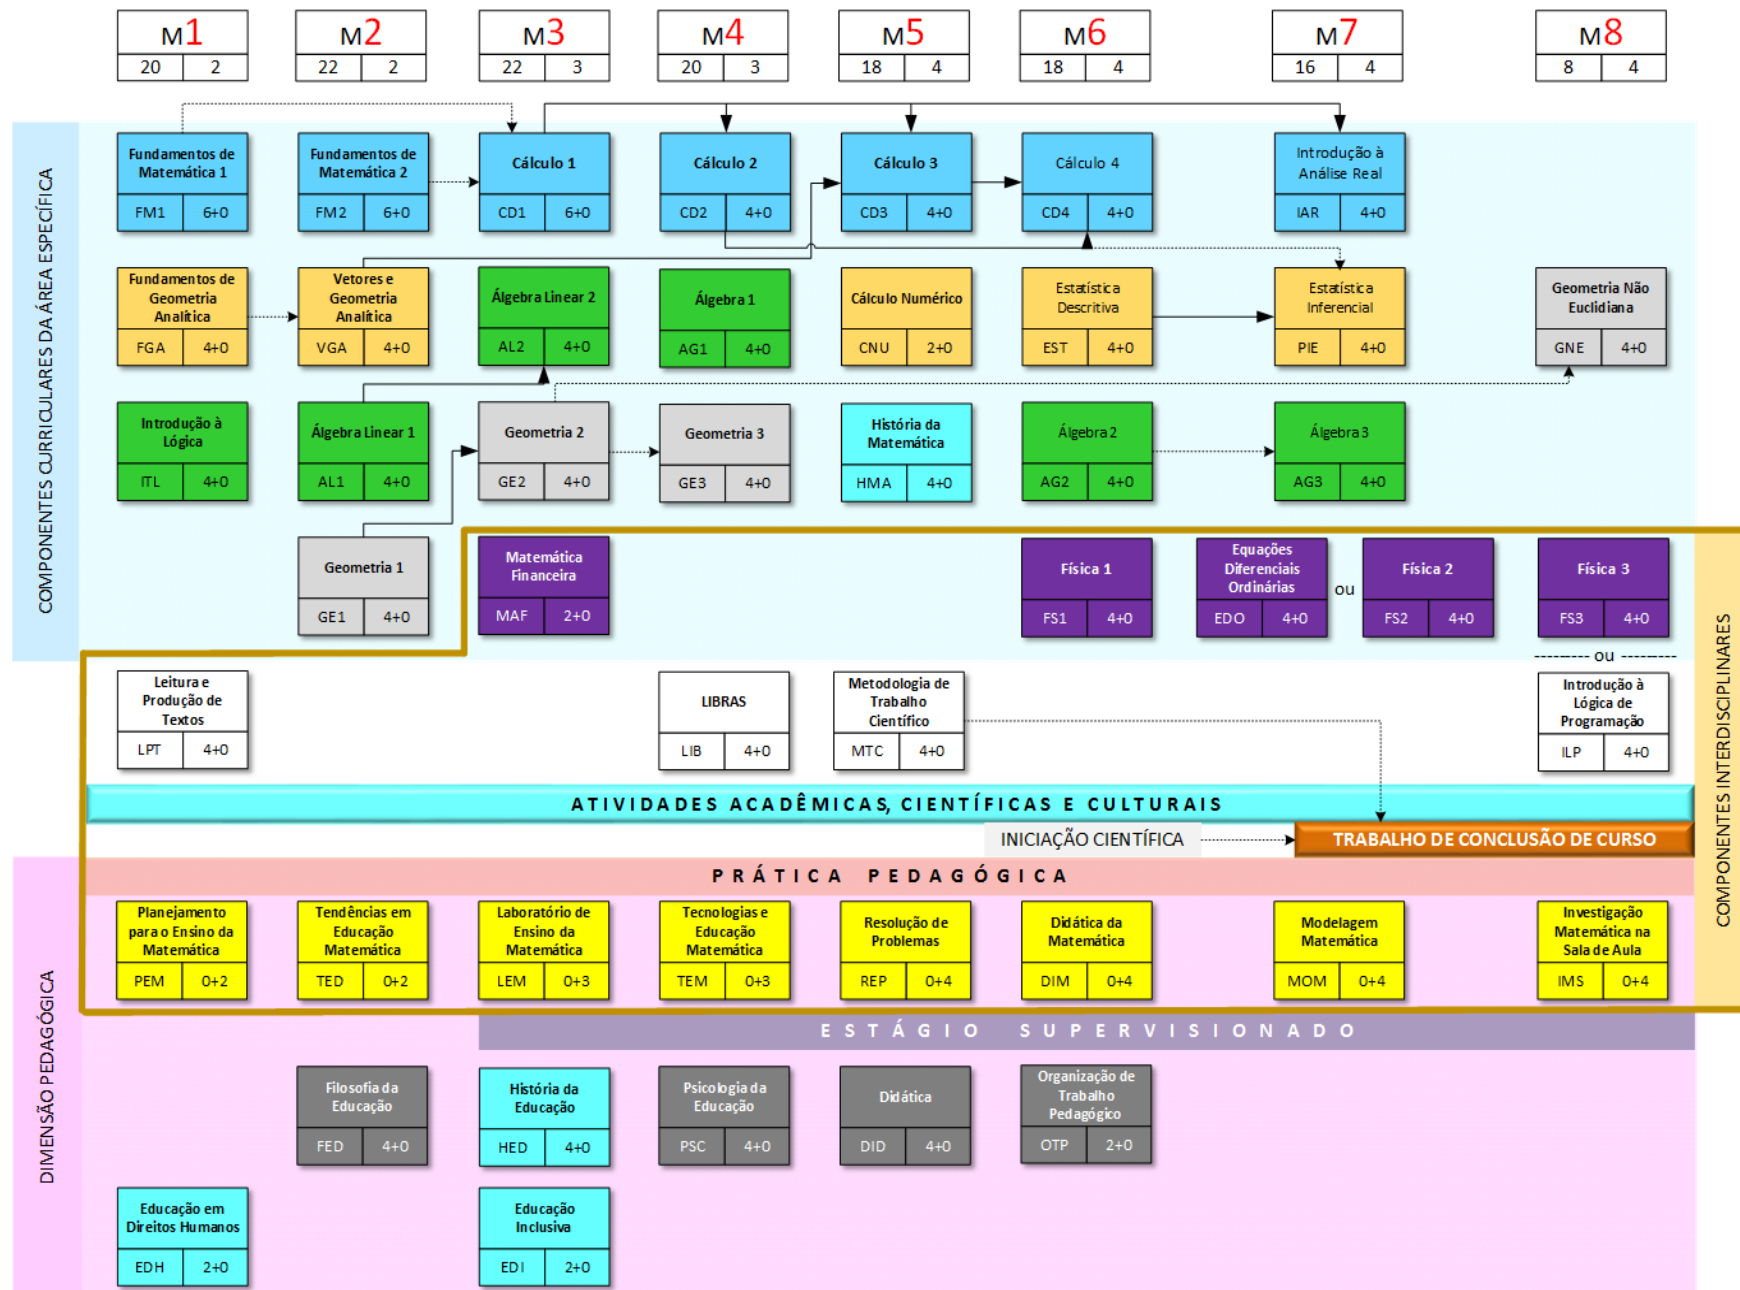 M1
20 2
M2
22 2
M3
22 3
M4
20 3
M5
18 4
M6
18 4
M7
16 4
M8
8 4
COMPONENTES CURRICULARES DA ÁREA ESPECÍFICA
Fundamentos de
Matemática 1
FM1 6+0
Fundamentos de
Matemática 2
FM2 6+0
Cálculo 1
CD1 6+0
Cálculo 2
CD2 4+0
Cálculo 3
CD3 4+0
Cálculo 4
CD4 4+0
Introdução à
Análise Real
IAR 4+0
Fundamentos de
Geometria
Analítica
FGA 4+0
Vetores e
Geometria
Analítica
VGA 4+0
Álgebra Linear 2
AL2 4+0
Álgebra 1
AG1 4+0
Cálculo Numérico
CNU 2+0
Estatística
Descritiva
EST 4+0
Estatística
Inferencial
PIE 4+0
Geometria Não
Euclidiana
GNE 4+0
Introdução à
Lógica
ITL 4+0
Álgebra Linear 1
AL1 4+0
Geometria 2
GE2 4+0
Geometria 3
GE3 4+0
História da
Matemática
HMA 4+0
Álgebra 2
AG2 4+0
Álgebra 3
AG3 4+0
Geometria 1
GE1 4+0
Matemática
Financeira
MAF 2+0
Física 1
FS1 4+0
Equações
Diferenciais
Ordinárias
EDO 4+0
ou
Física 2
FS2 4+0
Física 3
FS3 4+0
--------- ou ---------
COMPONENTES INTERDISCIPLINARES
Leitura e
Produção de
Textos
LPT 4+0
LIBRAS
LIB 4+0
Metodologia de
Trabalho
Científico
MTC 4+0
Introdução à
Lógica de
Programação
ILP 4+0
ATIVIDADES ACADÊMICAS, CIENTÍFICAS E CULTURAIS
INICIAÇÃO CIENTÍFICA
TRABALHO DE CONCLUSÃO DE CURSO
PRÁTICA PEDAGÓGICA
DIMENSÃO PEDAGÓGICA
Planejamento
para o Ensino da
Matemática
PEM 0+2
Tendências em
Educação
Matemática
TED 0+2
Laboratório de
Ensino da
Matemática
LEM 0+3
Tecnologias e
Educação
Matemática
TEM 0+3
Resolução de
Problemas
REP 0+4
Didática da
Matemática
DIM 0+4
Modelagem
Matemática
MOM 0+4
Investigação
Matemática na
Sala de Aula
IMS 0+4
ESTÁGIO SUPERVISIONADO
Filosofia da
Educação
FED 4+0
História da
Educação
HED 4+0
Psicologia da
Educação
PSC 4+0
Didática
DID 4+0
Organização de
Trabalho
Pedagógico
OTP 2+0
Educação em
Direitos Humanos
EDH 2+0
Educação
Inclusiva
EDI 2+0